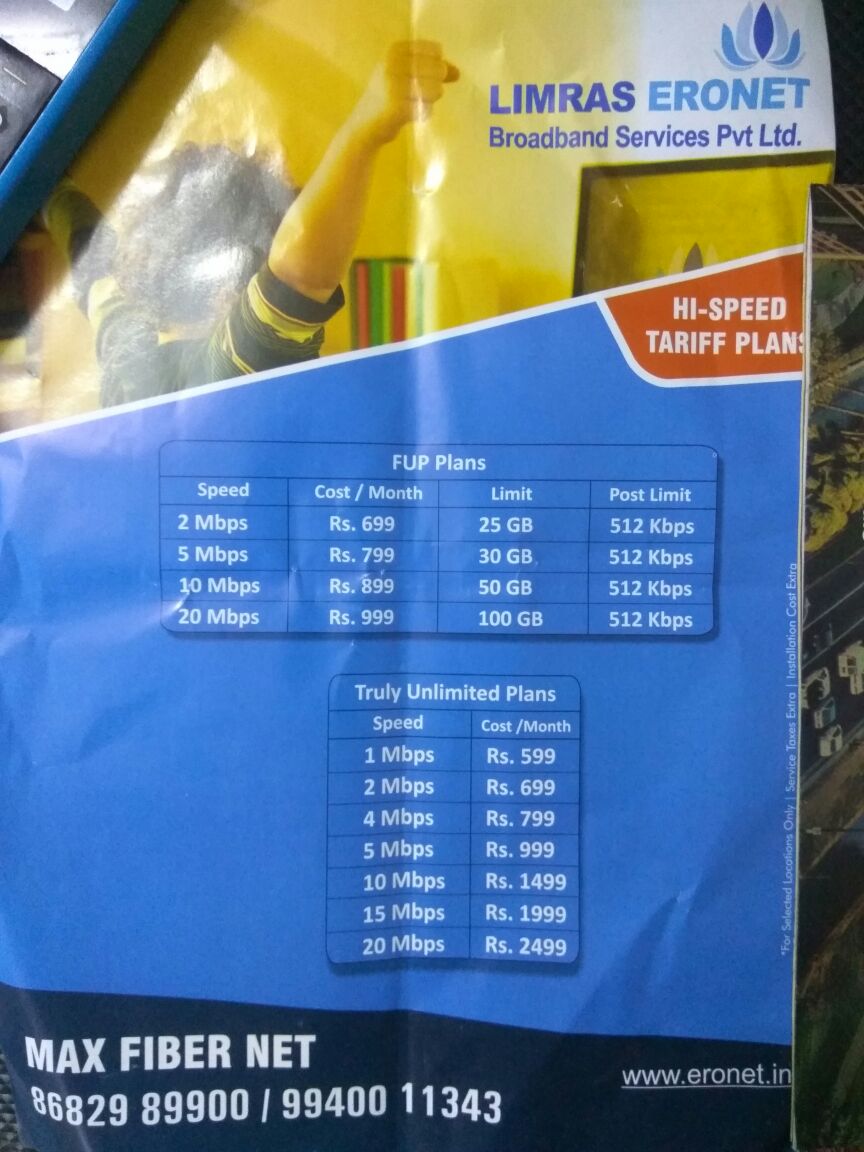 LIMRAS ERONET
Broadband Services Pvt Ltd.
HI-SPEED
TARIFF PLANS
FUP Plans
Speed Cost / Month Limit Post Limit
2 Mbps Rs. 699 25 GB 512 Kbps
5 Mbps Rs. 799 30 GB 512 Kbps
10 Mbps Rs. 899 50 GB 512 Kbps
20 Mbps Rs. 999 100 GB 512 Kbps
Truly Unlimited Plans
Speed Cost /Month
1 Mbps Rs. 599
2 Mbps Rs. 699
4 Mbps Rs. 799
5 Mbps Rs. 999
10 Mbps Rs. 1499
15 Mbps Rs. 1999
20 Mbps Rs. 2499
*For Selected Locations Only | Service Taxes Extra | Installation Cost Extra
MAX FIBER NET
86829 89900 / 99400 11343
www.eronet.in